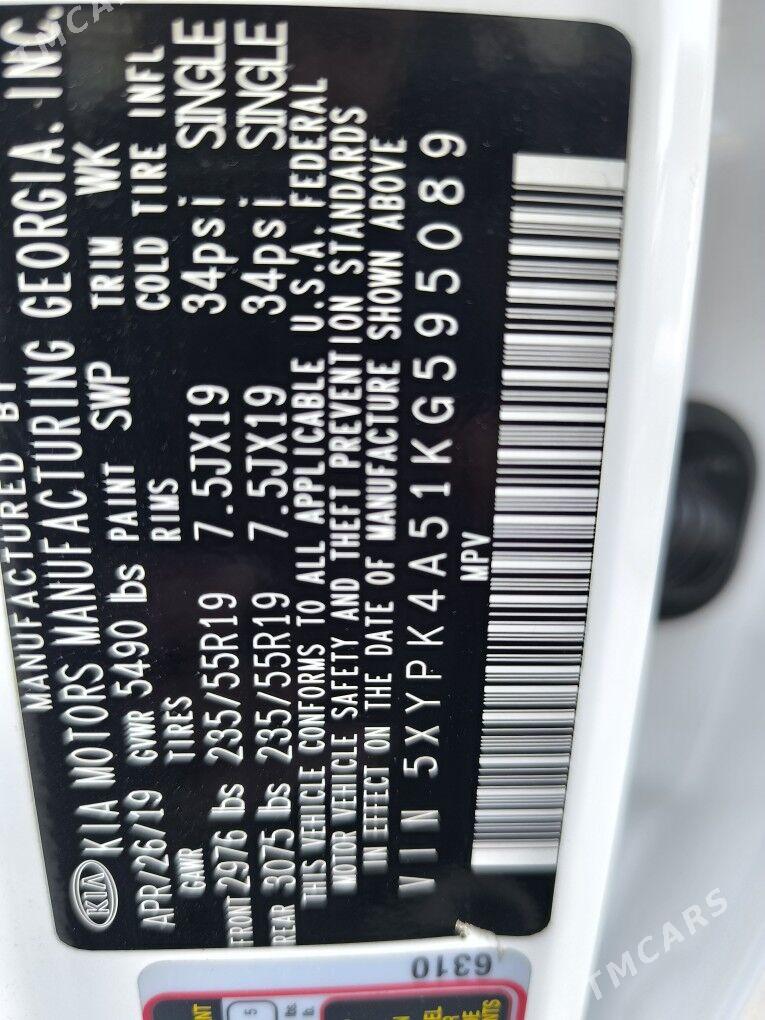 MANUFACTURED BY
KIA KIA MOTORS MANUFACTURING GEORGIA, INC.
APR/26/19 GVWR 5490 lbs PAINT SWP TRIM WK
GAWR TIRES RIMS COLD TIRE INFL
FRONT 2976 lbs 235/55R19 7.5JX19 34psi SINGLE
REAR 3075 lbs 235/55R19 7.5JX19 34psi SINGLE
THIS VEHICLE CONFORMS TO ALL APPLICABLE U.S.A. FEDERAL
MOTOR VEHICLE SAFETY AND THEFT PREVENTION STANDARDS
IN EFFECT ON THE DATE OF MANUFACTURE SHOWN ABOVE
VIN 5XYPK4A51KG595089
MPV
6310
5
TMCARS
TMCARS